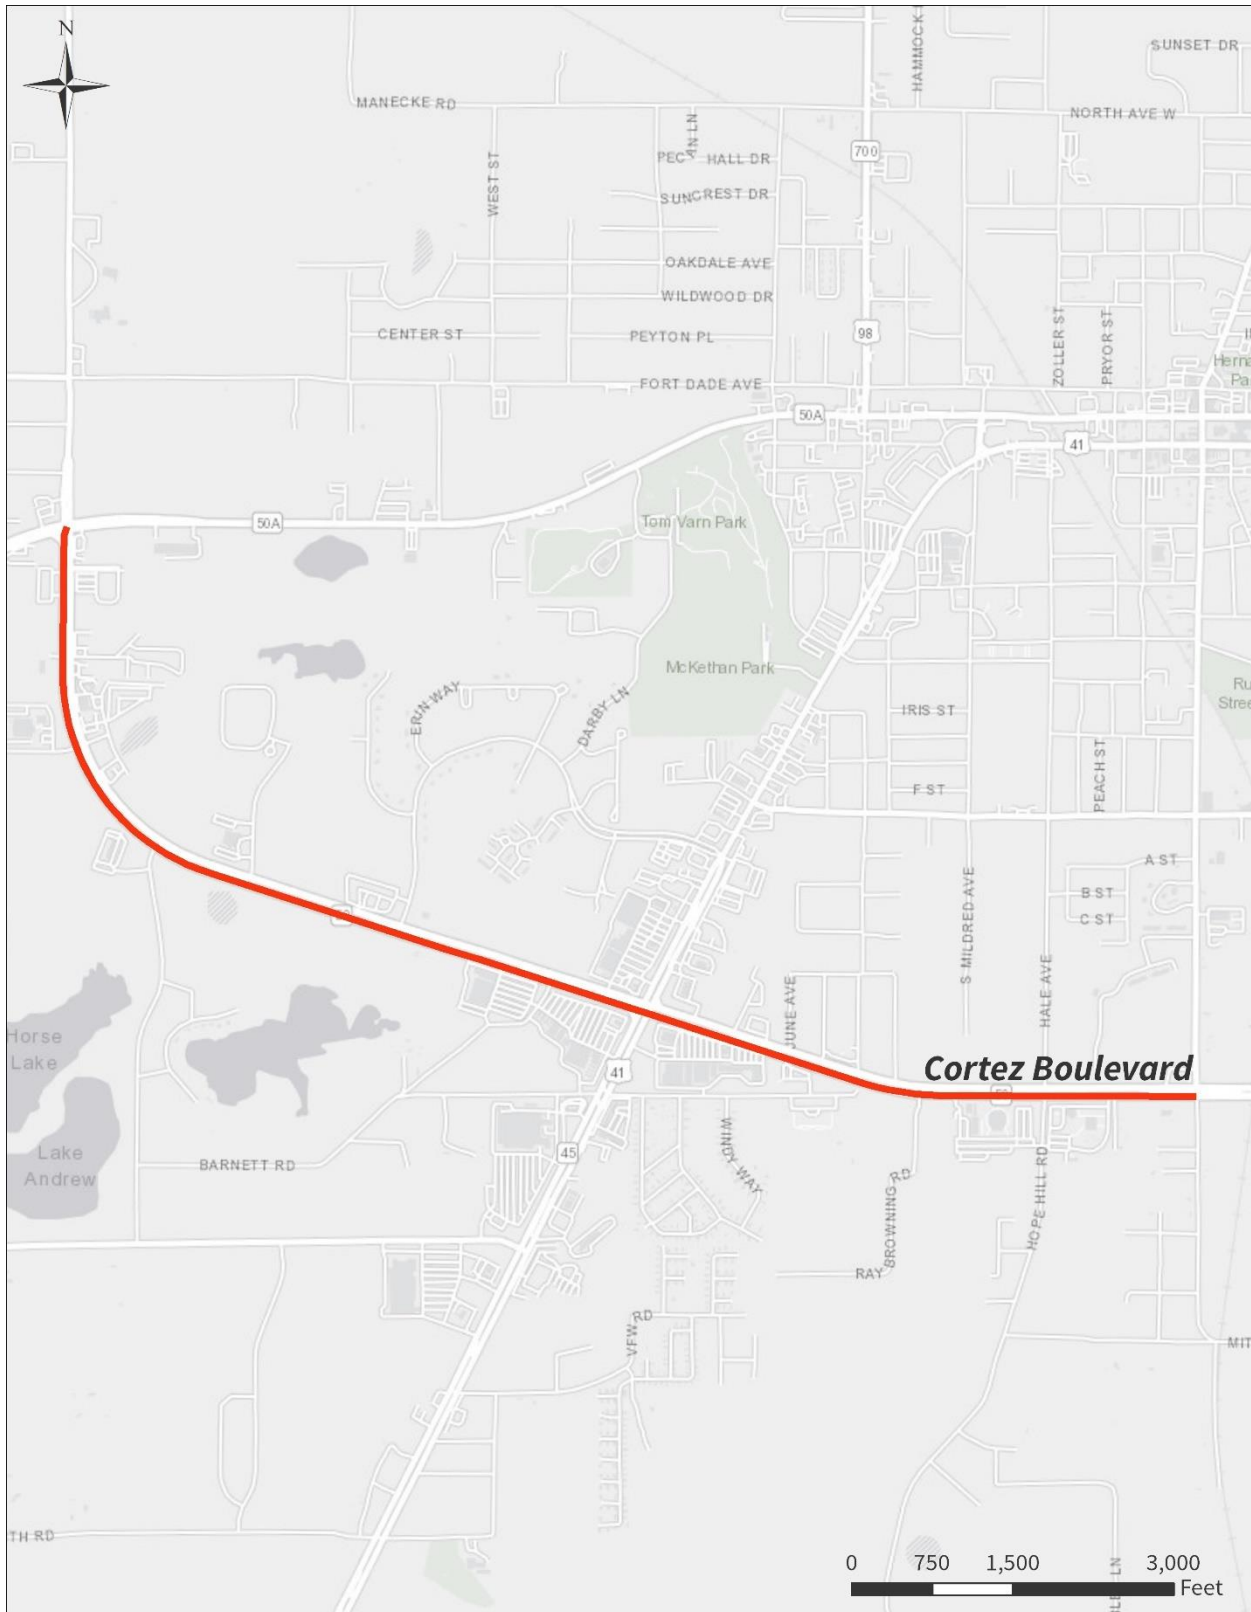 N
SUNSET DR
MANECKE RD
NORTH AVE W
700
HALL DR
WEST ST
OAKDALE AVE
WILDWOOD DR
CENTER ST
PEYTON PL
98
ZOLLER ST
PRYOR ST
FORT DADE AVE
50A
41
50A
Tom Varn Park
McKethan Park
ERIN WAY
DARBY LN
IRIS ST
PEACH ST
F ST
A ST
B ST
C ST
S MILDRED AVE
HALE AVE
JUNE AVE
Horse
Lake
Cortez Boulevard
41
45
Lake
Andrew
BARNETT RD
WINDY WAY
RAY BROWNING RD
HOPE HILL RD
VFW RD
MIT
TH RD
0 750 1,500 3,000
Feet